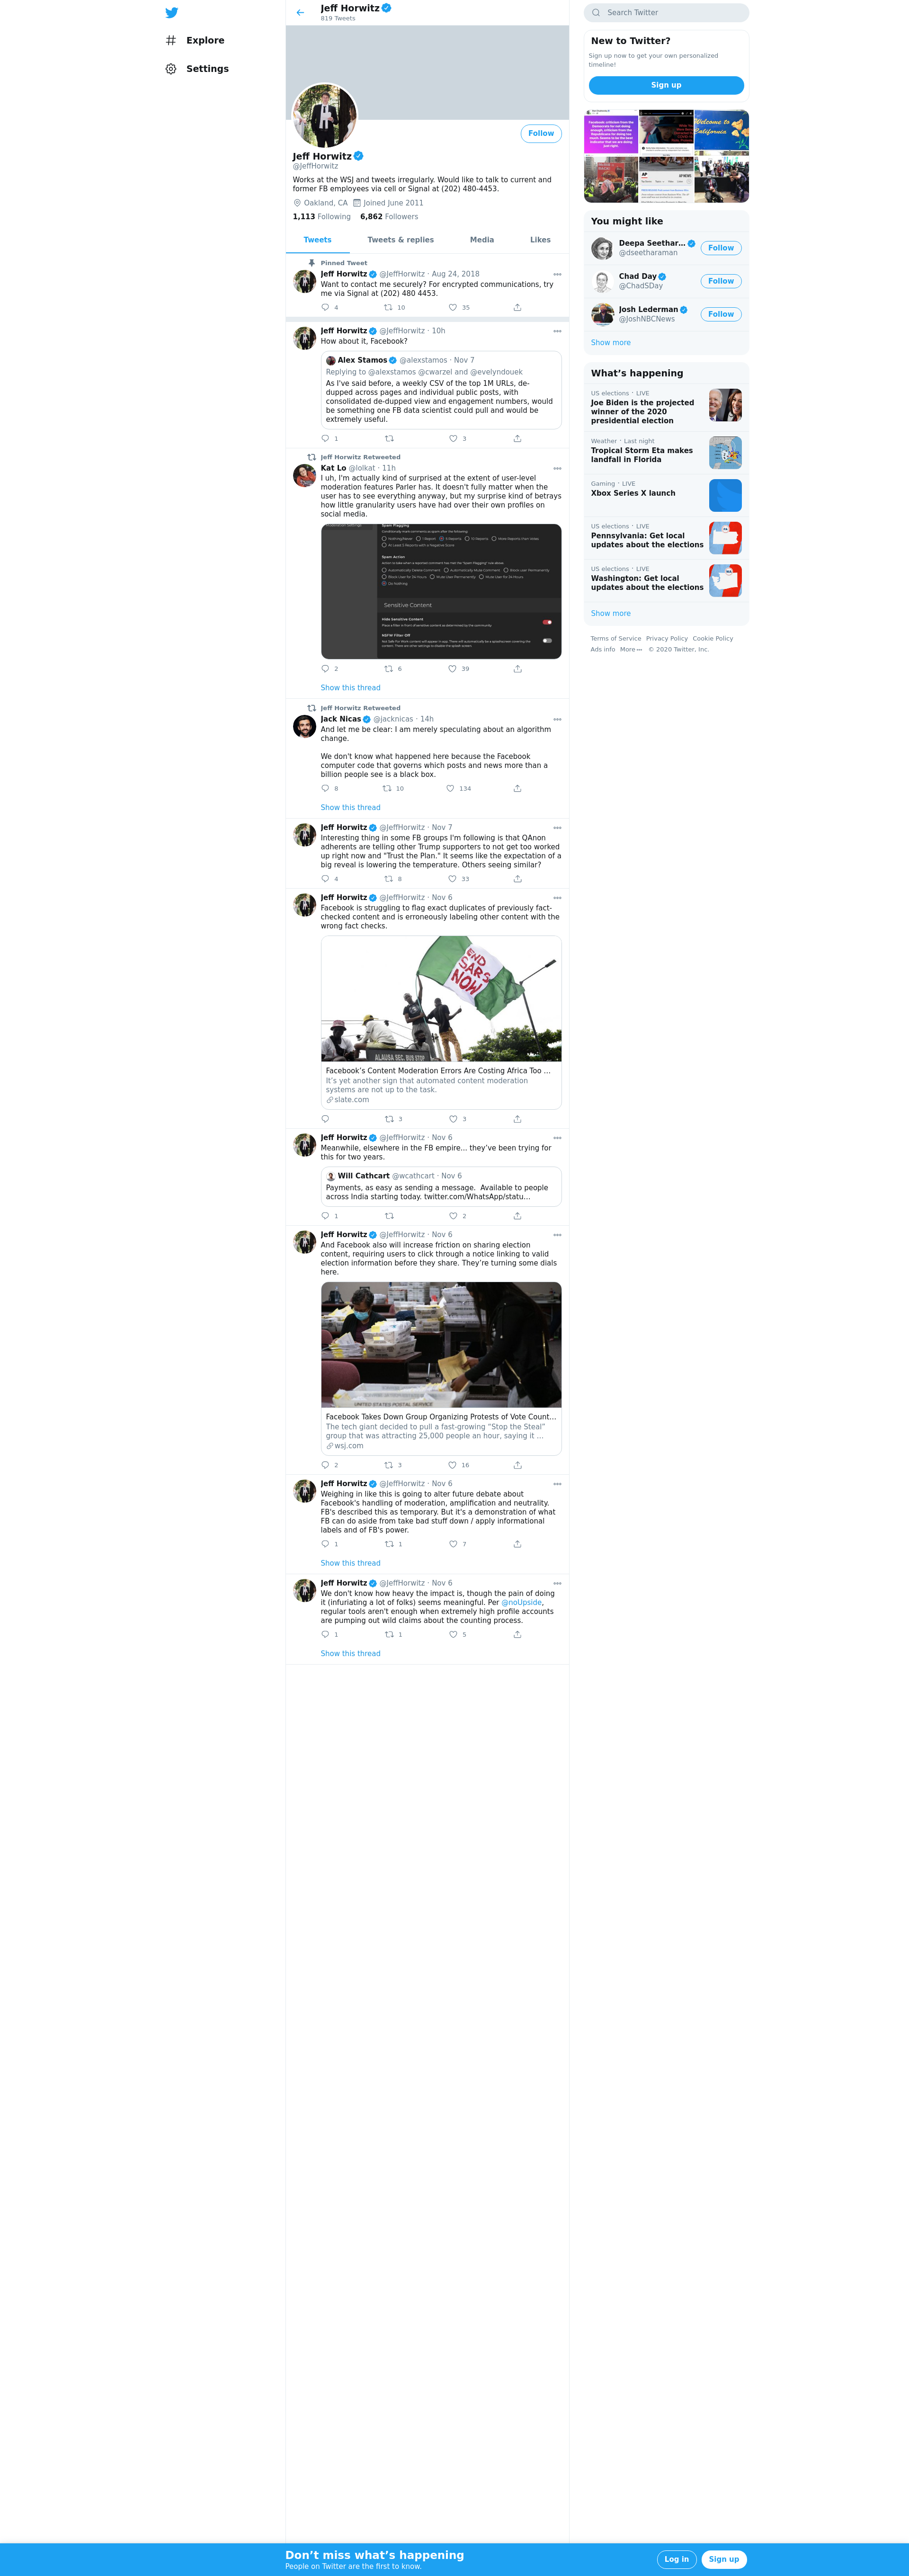 Explore
Settings
Jeff Horwitz
819 Tweets
Follow
Jeff Horwitz
@JeffHorwitz
Works at the WSJ and tweets irregularly. Would like to talk to current and
former FB employees via cell or Signal at (202) 480-4453.
Oakland, CA Joined June 2011
1,113 Following 6,862 Followers
Tweets Tweets & replies Media Likes
Pinned Tweet
Jeff Horwitz @JeffHorwitz · Aug 24, 2018
Want to contact me securely? For encrypted communications, try
me via Signal at (202) 480 4453.
4 10 35
Jeff Horwitz @JeffHorwitz · 10h
How about it, Facebook?
Alex Stamos @alexstamos · Nov 7
Replying to @alexstamos @cwarzel and @evelyndouek
As I've said before, a weekly CSV of the top 1M URLs, de-
dupped across pages and individual public posts, with
consolidated de-dupped view and engagement numbers, would
be something one FB data scientist could pull and would be
extremely useful.
1 3
Jeff Horwitz Retweeted
Kat Lo @lolkat · 11h
I uh, I'm actually kind of surprised at the extent of user-level
moderation features Parler has. It doesn't fully matter when the
user has to see everything anyway, but my surprise kind of betrays
how little granularity users have had over their own profiles on
social media.
Spam Flagging
Spam Action
Sensitive Content
Hide Sensitive Content
NSFW Filter Off
2 6 39
Show this thread
Jeff Horwitz Retweeted
Jack Nicas @jacknicas · 14h
And let me be clear: I am merely speculating about an algorithm
change.
We don't know what happened here because the Facebook
computer code that governs which posts and news more than a
billion people see is a black box.
8 10 134
Show this thread
Jeff Horwitz @JeffHorwitz · Nov 7
Interesting thing in some FB groups I'm following is that QAnon
adherents are telling other Trump supporters to not get too worked
up right now and "Trust the Plan." It seems like the expectation of a
big reveal is lowering the temperature. Others seeing similar?
4 8 33
Jeff Horwitz @JeffHorwitz · Nov 6
Facebook is struggling to flag exact duplicates of previously fact-
checked content and is erroneously labeling other content with the
wrong fact checks.
END
SARS
NOW
ALAUSA SEC. BUS STOP
Facebook's Content Moderation Errors Are Costing Africa Too ...
It's yet another sign that automated content moderation
systems are not up to the task.
slate.com
3 3
Jeff Horwitz @JeffHorwitz · Nov 6
Meanwhile, elsewhere in the FB empire... they've been trying for
this for two years.
Will Cathcart @wcathcart · Nov 6
Payments, as easy as sending a message. Available to people
across India starting today. twitter.com/WhatsApp/statu...
1 2
Jeff Horwitz @JeffHorwitz · Nov 6
And Facebook also will increase friction on sharing election
content, requiring users to click through a notice linking to valid
election information before they share. They're turning some dials
here.
UNITED STATES POSTAL SERVICE
Facebook Takes Down Group Organizing Protests of Vote Count...
The tech giant decided to pull a fast-growing “Stop the Steal”
group that was attracting 25,000 people an hour, saying it ...
wsj.com
2 3 16
Jeff Horwitz @JeffHorwitz · Nov 6
Weighing in like this is going to alter future debate about
Facebook's handling of moderation, amplification and neutrality.
FB's described this as temporary. But it's a demonstration of what
FB can do aside from take bad stuff down / apply informational
labels and of FB's power.
1 1 7
Show this thread
Jeff Horwitz @JeffHorwitz · Nov 6
We don't know how heavy the impact is, though the pain of doing
it (infuriating a lot of folks) seems meaningful. Per @noUpside,
regular tools aren't enough when extremely high profile accounts
are pumping out wild claims about the counting process.
1 1 5
Show this thread
Search Twitter
New to Twitter?
Sign up now to get your own personalized
timeline!
Sign up
Welcome to
California
AP
You might like
Deepa Seethar...
@dseetharaman
Follow
Chad Day
@ChadSDay
Follow
Josh Lederman
@JoshNBCNews
Follow
Show more
What's happening
US elections · LIVE
Joe Biden is the projected
winner of the 2020
presidential election
Weather · Last night
Tropical Storm Eta makes
landfall in Florida
Gaming · LIVE
Xbox Series X launch
US elections · LIVE
Pennsylvania: Get local
updates about the elections
US elections · LIVE
Washington: Get local
updates about the elections
Show more
Terms of Service Privacy Policy Cookie Policy
Ads info More © 2020 Twitter, Inc.
Don't miss what's happening
People on Twitter are the first to know.
Log in Sign up